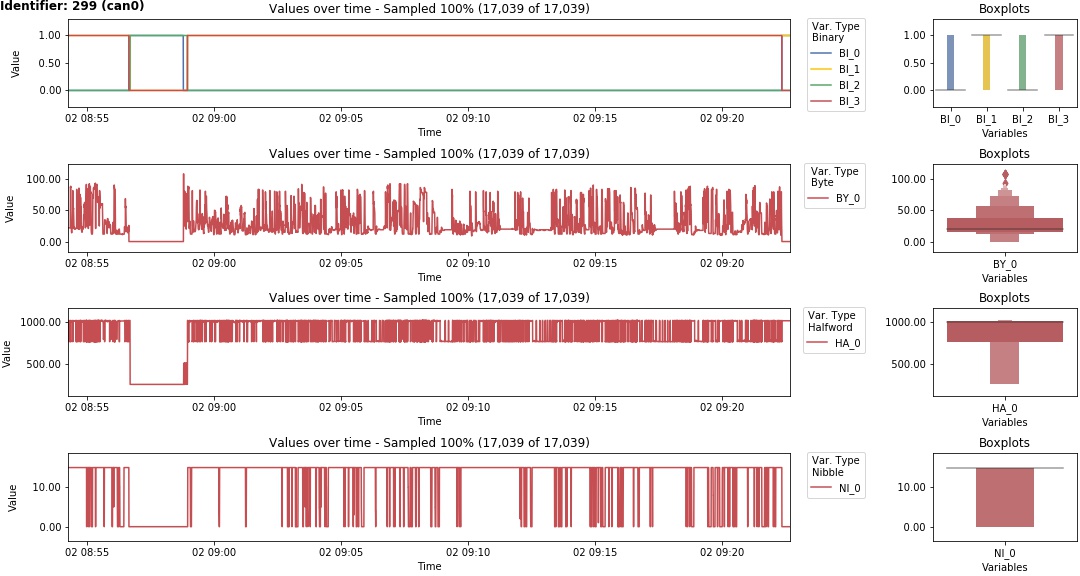 Identifier: 299 (can0)
Values over time - Sampled 100% (17,039 of 17,039)
1.00
0.50
0.00
Value
02 08:55 02 09:00 02 09:05 02 09:10 02 09:15 02 09:20
Time
Var. Type
Binary
BI_0
BI_1
BI_2
BI_3
Boxplots
1.00
0.50
0.00
BI_0 BI_1 BI_2 BI_3
Variables
Values over time - Sampled 100% (17,039 of 17,039)
100.00
50.00
0.00
Value
02 08:55 02 09:00 02 09:05 02 09:10 02 09:15 02 09:20
Time
Var. Type
Byte
BY_0
Boxplots
100.00
50.00
0.00
BY_0
Variables
Values over time - Sampled 100% (17,039 of 17,039)
1000.00
500.00
Value
02 08:55 02 09:00 02 09:05 02 09:10 02 09:15 02 09:20
Time
Var. Type
Halfword
HA_0
Boxplots
1000.00
500.00
HA_0
Variables
Values over time - Sampled 100% (17,039 of 17,039)
10.00
0.00
Value
02 08:55 02 09:00 02 09:05 02 09:10 02 09:15 02 09:20
Time
Var. Type
Nibble
NI_0
Boxplots
10.00
0.00
NI_0
Variables